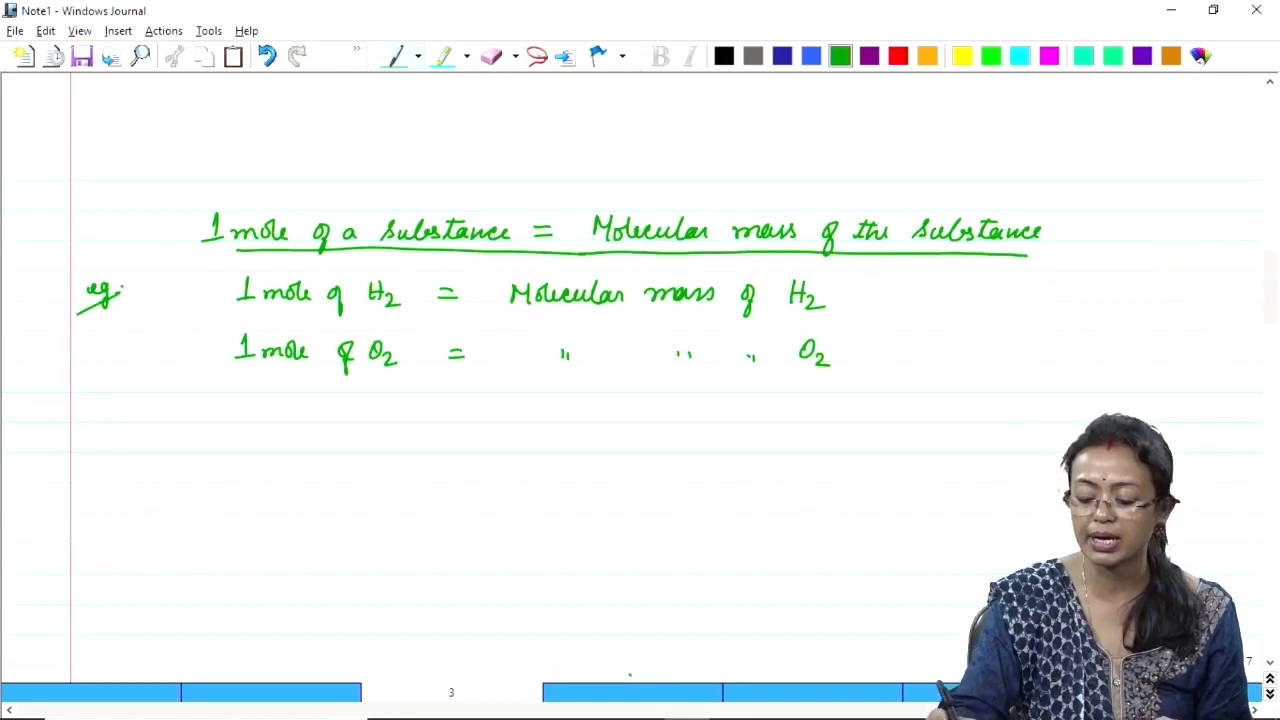 Note1 - Windows Journal
File Edit View Insert Actions Tools Help
B I
1 mole of a substance = Molecular mass of the substance
eg. 1 mole of H2 = Molecular mass of H2
1 mole of O2 = " " " O2
7
3